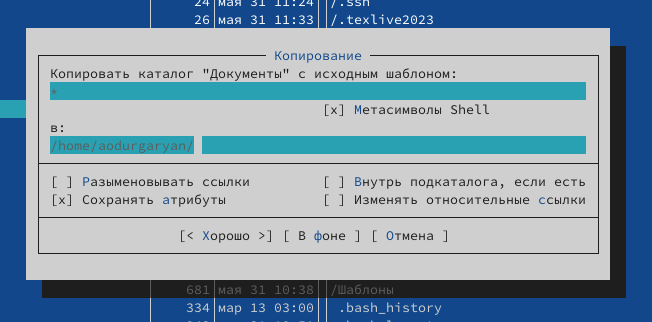 24 мая 31 11:24 /.ssh
26 мая 31 11:33 /.texlive2023
Копирование
Копировать каталог "Документы" с исходным шаблоном:
*
[x] Метасимволы Shell
в:
/home/aodurgaryan/
[ ] Разыменовывать ссылки [ ] Внутрь подкаталога, если есть
[x] Сохранять атрибуты [ ] Изменять относительные ссылки
[< Хорошо >] [ В фоне ] [ Отмена ]
681 мая 31 10:38 /Шаблоны
334 мар 13 03:00 .bash_history